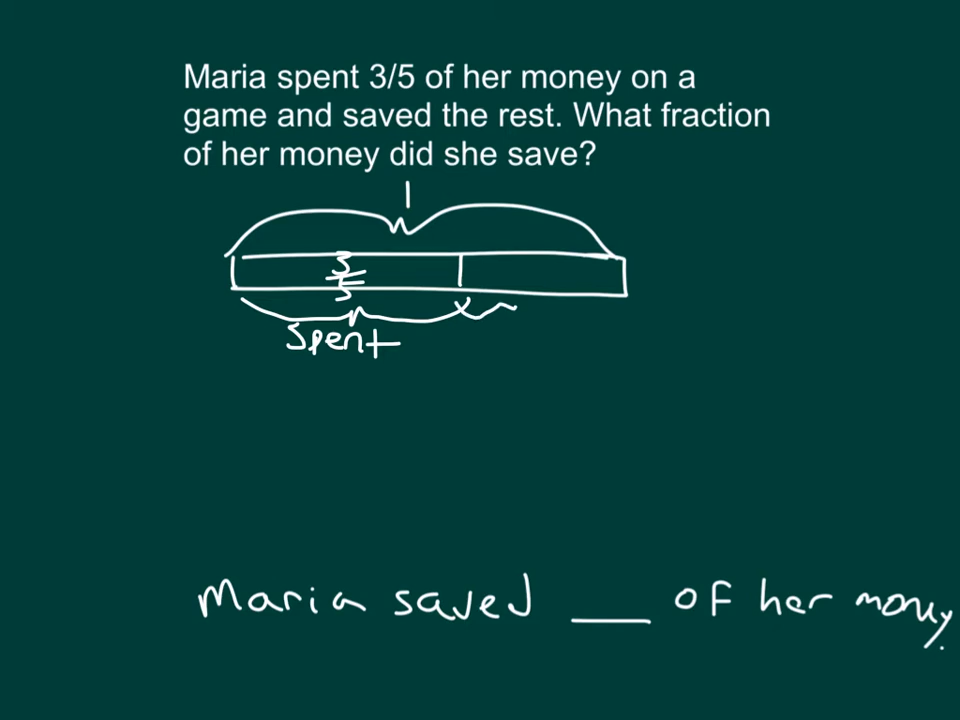 Maria spent 3/5 of her money on a
game and saved the rest. What fraction
of her money did she save?
1
3
5
spent
Maria saved ___ of her money.